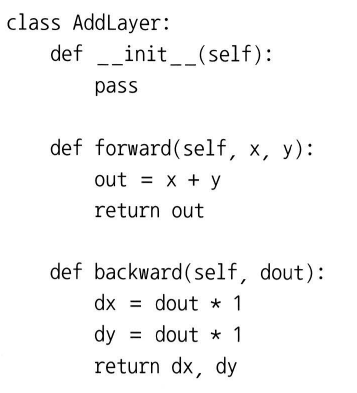 class AddLayer:
    def __init__(self):
        pass

    def forward(self, x, y):
        out = x + y
        return out

    def backward(self, dout):
        dx = dout * 1
        dy = dout * 1
        return dx, dy